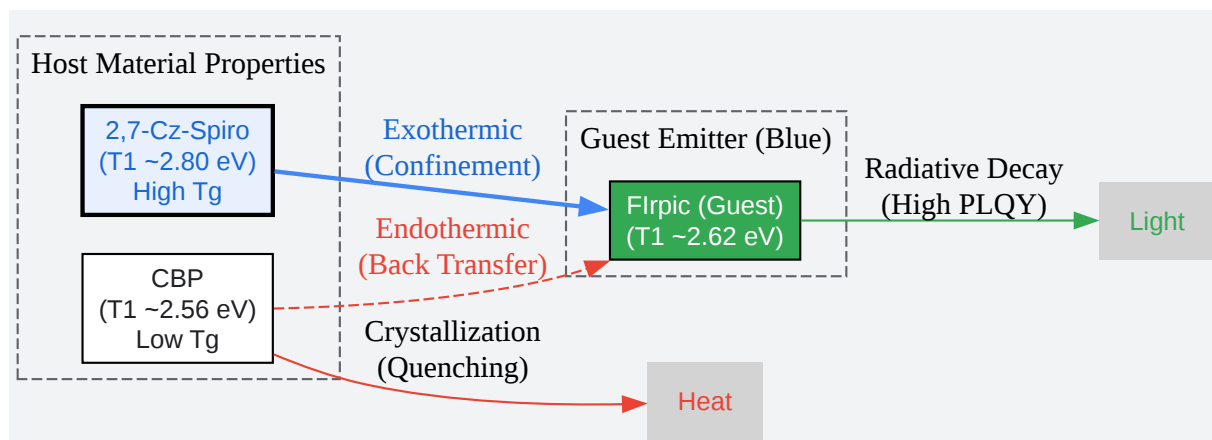 Host Material Properties
2,7-Cz-Spiro
(T1 ~2.80 eV)
High Tg
CBP
(T1 ~2.56 eV)
Low Tg
Exothermic
(Confinement)
Endothermic
(Back Transfer)
Crystallization
(Quenching)
Guest Emitter (Blue)
FIrpic (Guest)
(T1 ~2.62 eV)
Radiative Decay
(High PLQY)
Light
Heat